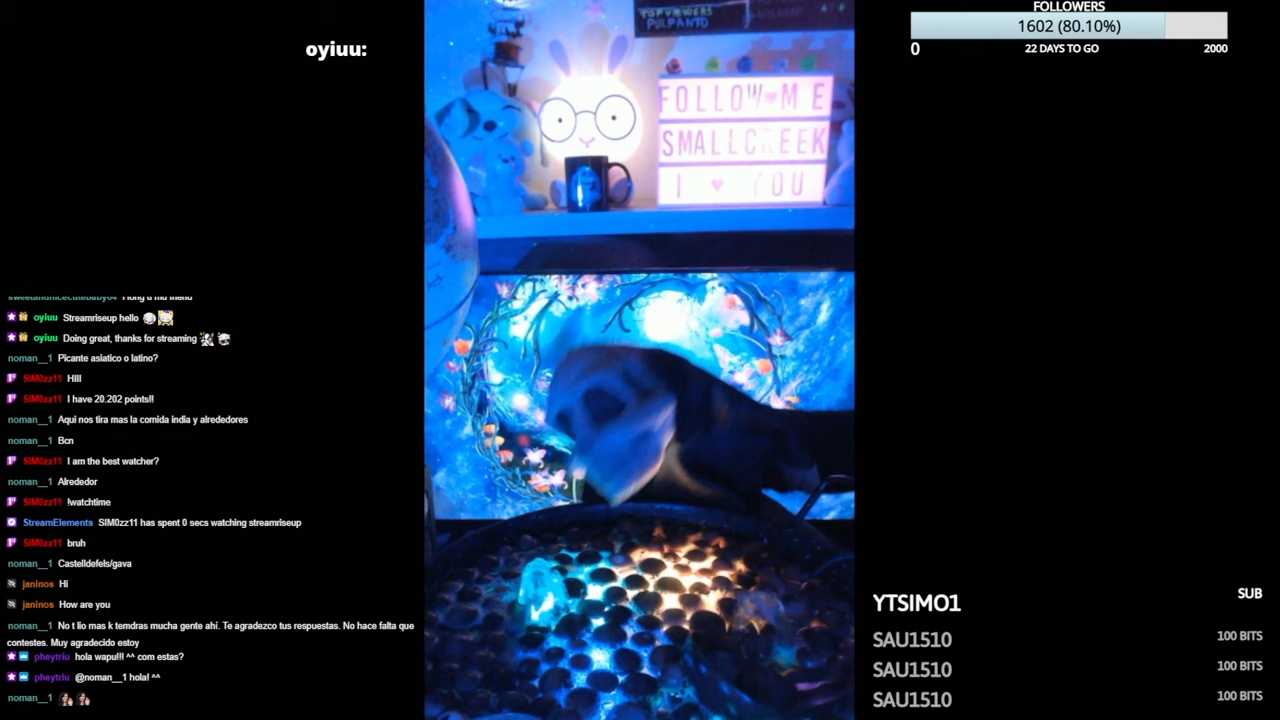 oyiuu:
Streamriseup hello
oyiuu Streamriseup hello
oyiuu Doing great, thanks for streaming
noman__1 Picante asiatico o latino?
SIM0zz11 HIII
SIM0zz11 I have 20.202 points!!
noman__1 Aqui nos tira mas la comida india y alrededores
noman__1 Bcn
SIM0zz11 I am the best watcher?
noman__1 Alrededor
SIM0zz11 !watchtime
StreamElements SIM0zz11 has spent 0 secs watching streamriseup
SIM0zz11 bruh
noman__1 Castelldefels/gava
janinos Hi
janinos How are you
noman__1 No t lio mas k temdras mucha gente ahí. Te agradezco tus respuestas. No hace falta que
contestes. Muy agradecido estoy
pheytriu hola wapu!!! ^^ com estas?
pheytriu @noman__1 hola! ^^
noman__1
PULPANTO
FOLLOW ♥ ME
SMALLCREEK
I ♥ YOU
FOLLOWERS
1602 (80.10%)
0 22 DAYS TO GO 2000
YTSIMO1 SUB
SAU1510 100 BITS
SAU1510 100 BITS
SAU1510 100 BITS